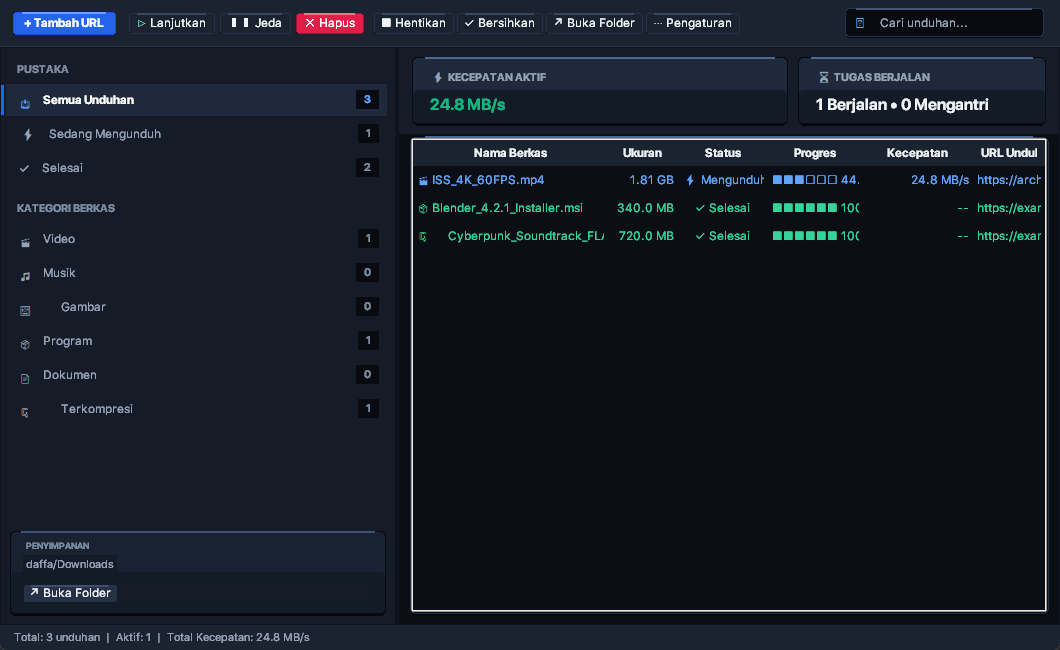 + Tambah URL ▷ Lanjutkan ❚❚ Jeda ✕ Hapus ■ Hentikan ✓ Bersihkan ↗ Buka Folder ··· Pengaturan Cari unduhan...
PUSTAKA
Semua Unduhan 3
Sedang Mengunduh 1
✓ Selesai 2
KATEGORI BERKAS
Video 1
Musik 0
Gambar 0
Program 1
Dokumen 0
Terkompresi 1
PENYIMPANAN
daffa/Downloads
↗ Buka Folder
KECEPATAN AKTIF
24.8 MB/s
TUGAS BERJALAN
1 Berjalan • 0 Mengantri
Nama Berkas Ukuran Status Progres Kecepatan URL Undul
ISS_4K_60FPS.mp4 1.81 GB Mengunduh ■■■□□□ 44. 24.8 MB/s https://arch
Blender_4.2.1_Installer.msi 340.0 MB ✓ Selesai ■■■■■■ 100 -- https://exar
Cyberpunk_Soundtrack_FLA 720.0 MB ✓ Selesai ■■■■■■ 100 -- https://exar
Total: 3 unduhan | Aktif: 1 | Total Kecepatan: 24.8 MB/s